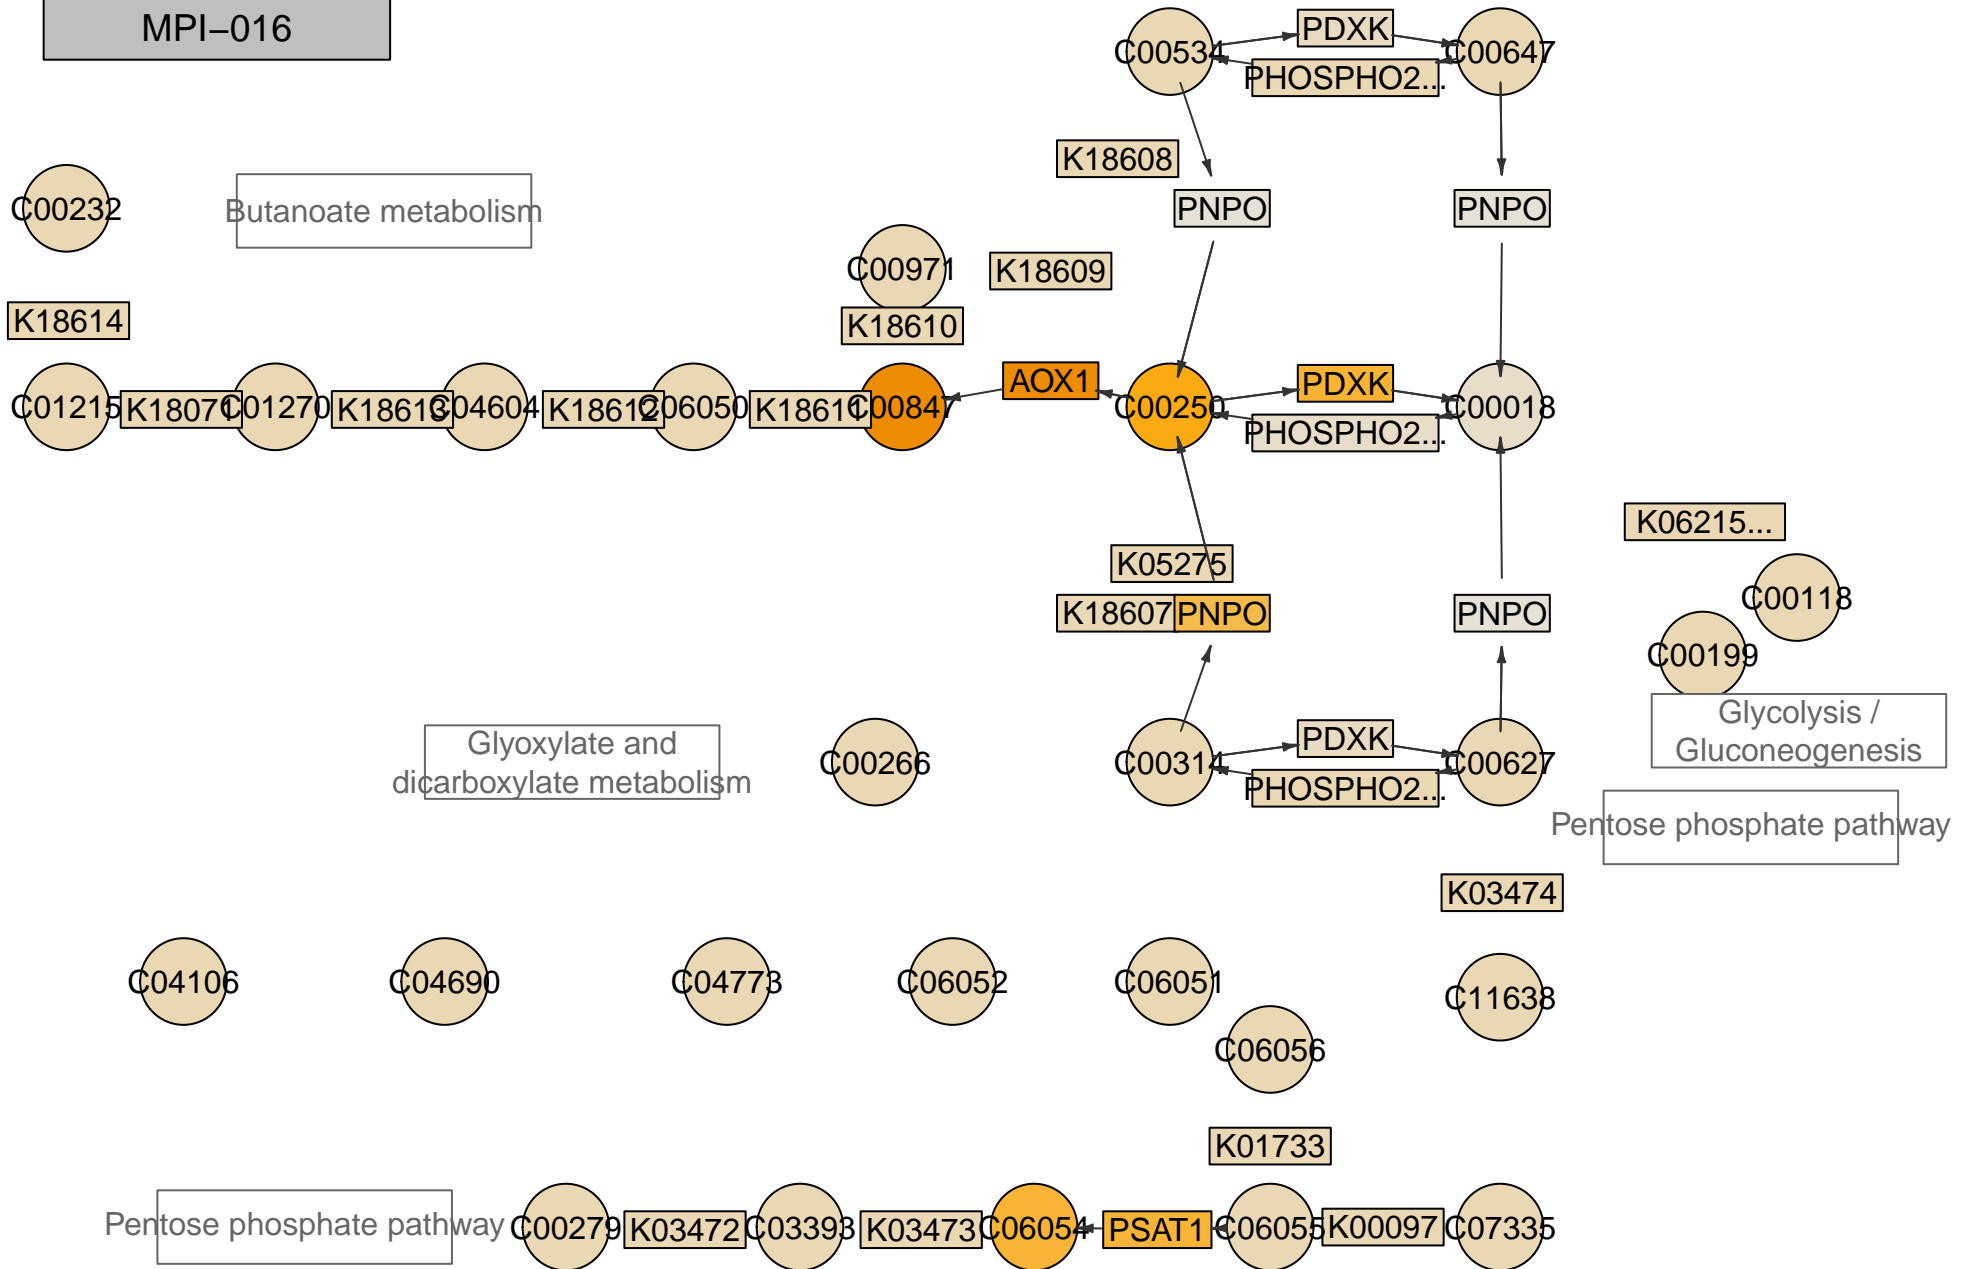 MPI–016
C00534
PDXK
C00647
PHOSPHO2...
K18608
C00232
Butanoate metabolism
PNPO
PNPO
C00971
K18609
K18614
K18610
C01215
K18071
C01270
K18613
C04604
K18612
C06050
K18611
C00847
AOX1
C00250
PDXK
C00018
PHOSPHO2...
K06215...
K05275
C00118
K18607
PNPO
PNPO
C00199
Glycolysis /
Gluconeogenesis
Glyoxylate and
dicarboxylate metabolism
C00266
C00314
PDXK
C00627
PHOSPHO2...
Pentose phosphate pathway
K03474
C04106
C04690
C04773
C06052
C06051
C11638
C06056
K01733
Pentose phosphate pathway
C00279
K03472
C03393
K03473
C06054
PSAT1
C06055
K00097
C07335